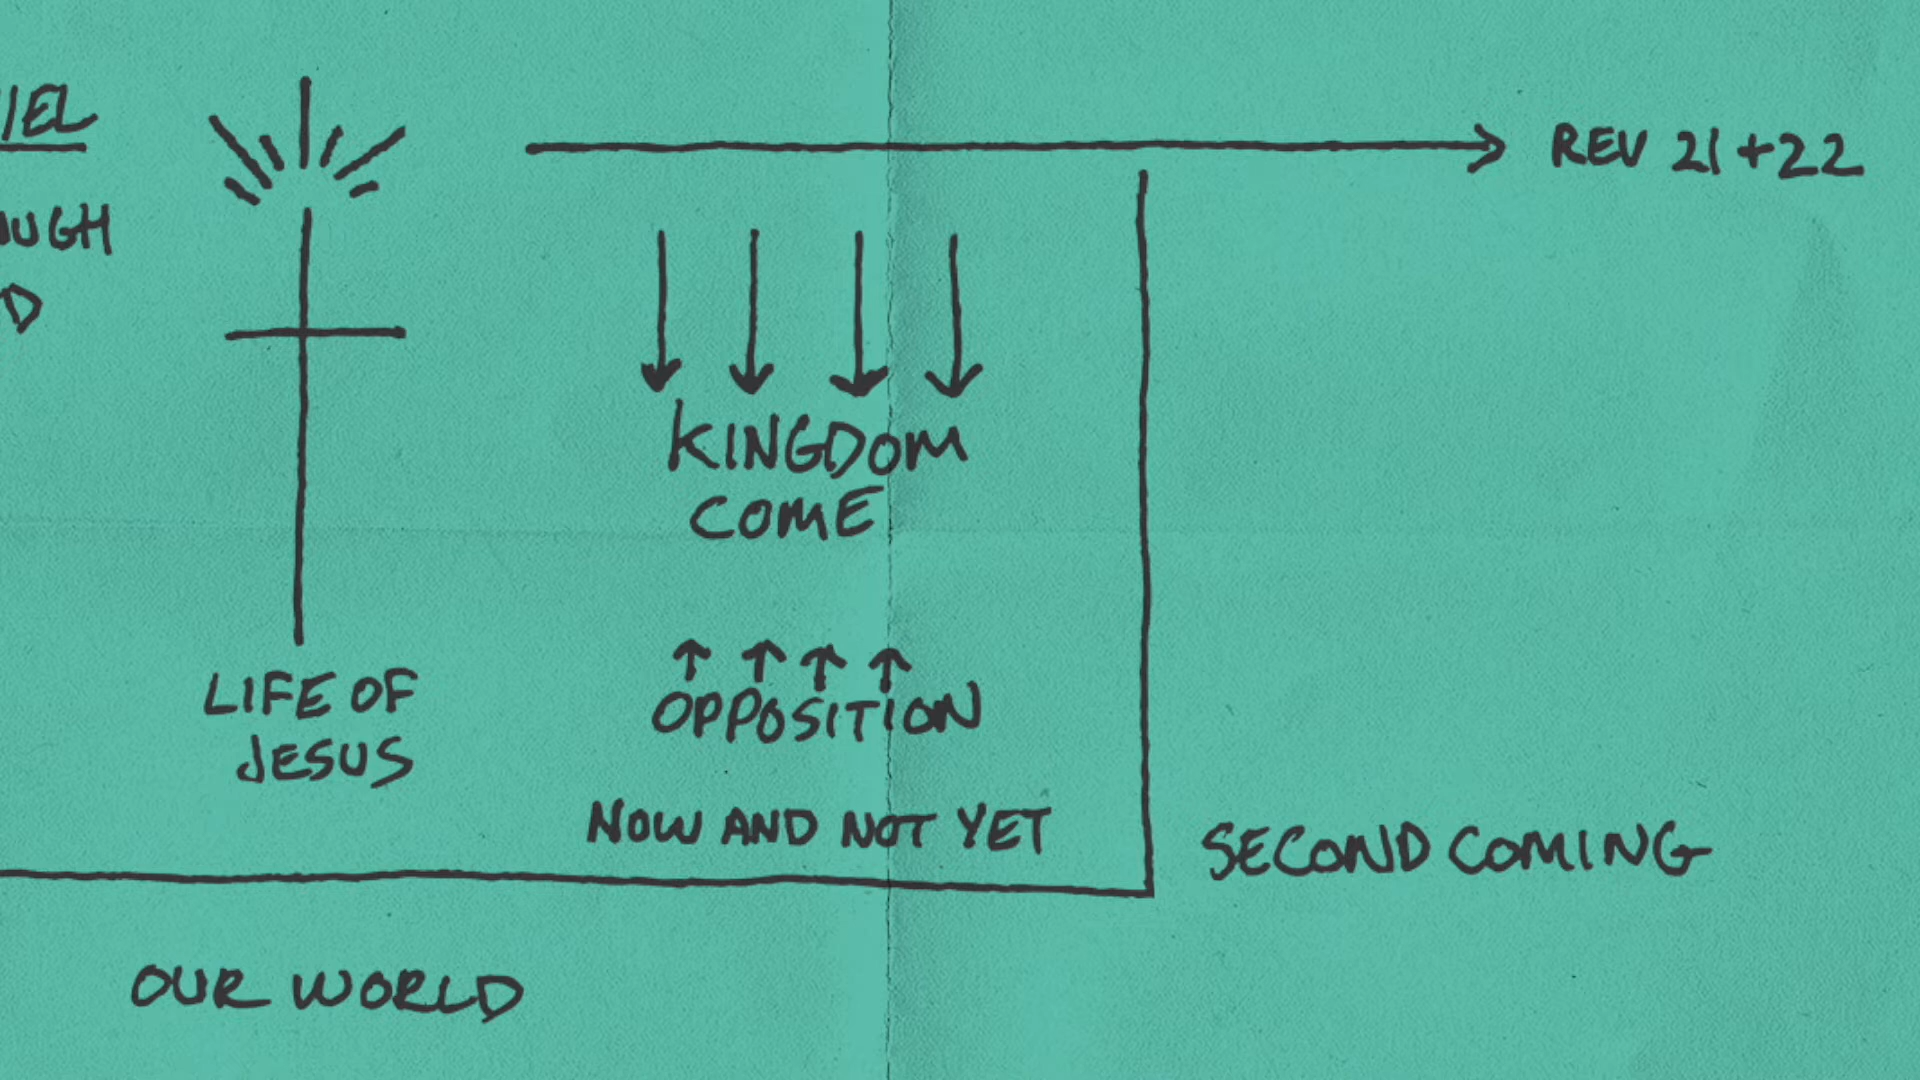 REV 21 + 22
KINGDOM
COME
LIFE OF
JESUS
OPPOSITION
NOW AND NOT YET
SECOND COMING
OUR WORLD